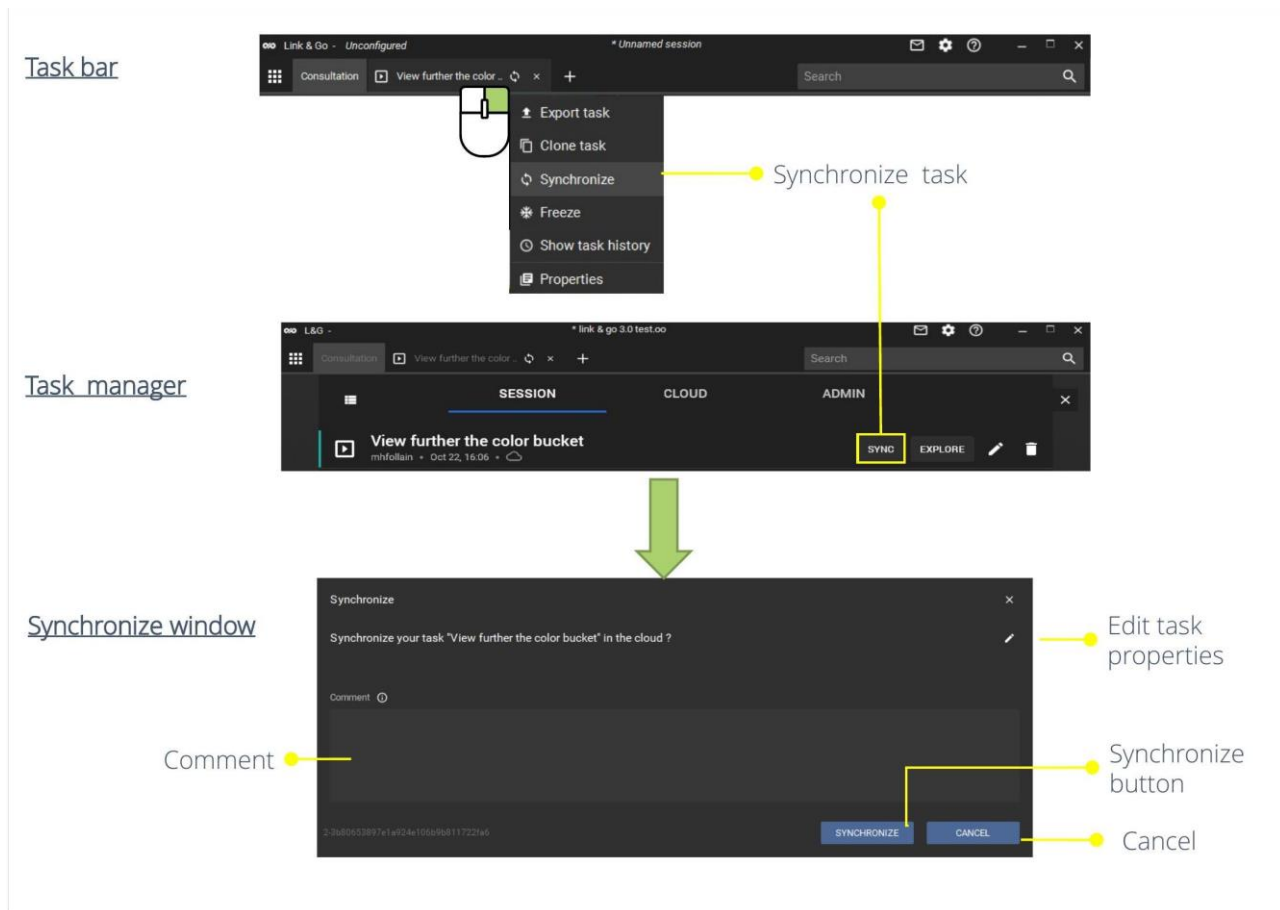 Task bar
Link & Go - Unconfigured
* Unnamed session
Consultation
View further the color ..
Search
Export task
Clone task
Synchronize
Freeze
Show task history
Properties
Synchronize task
Task manager
L&G -
* link & go 3.0 test.oo
Consultation
View further the color ..
Search
SESSION CLOUD ADMIN
View further the color bucket
mhfollain • Oct 22, 16:06 •
SYNC EXPLORE
Synchronize window
Synchronize
Synchronize your task "View further the color bucket" in the cloud ?
Edit task
properties
Comment
Comment
Synchronize
button
SYNCHRONIZE CANCEL
Cancel